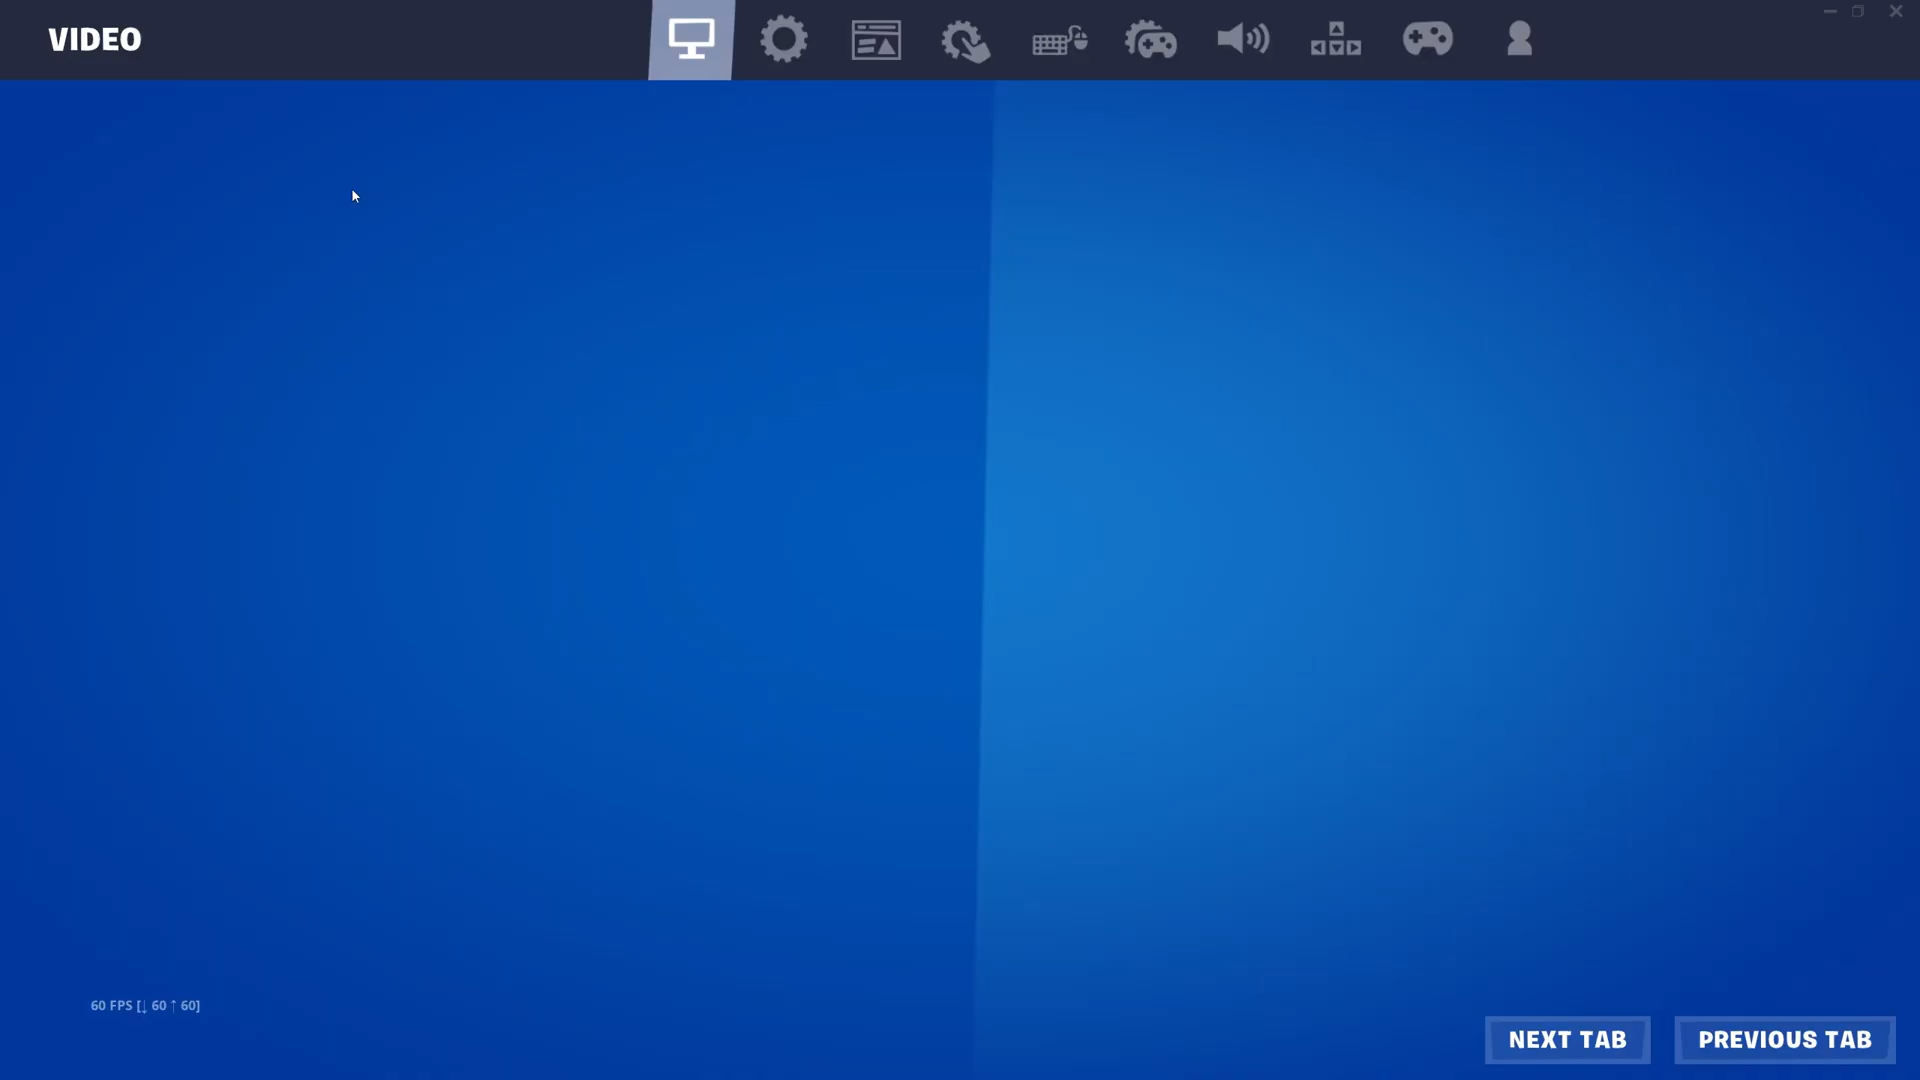 VIDEO
60 FPS [↓ 60 ↑ 60]
NEXT TAB
PREVIOUS TAB